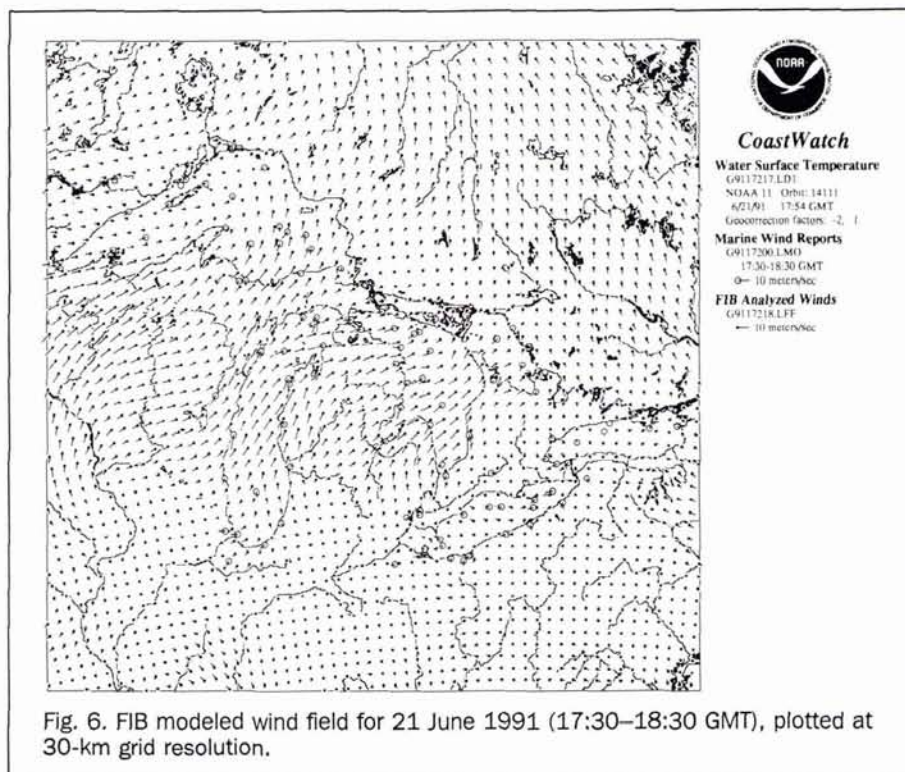 NOAA
CoastWatch
Water Surface Temperature
G9117217.LD1
NOAA 11 Orbit: 14111
6/21/91 17:54 GMT
Geocorrection factors: -2, 1
Marine Wind Reports
G9117200.LMO
17:30-18:30 GMT
10 meters/sec
FIB Analyzed Winds
G9117218.LFF
10 meters/sec
Fig. 6. FIB modeled wind field for 21 June 1991 (17:30–18:30 GMT), plotted at
30-km grid resolution.